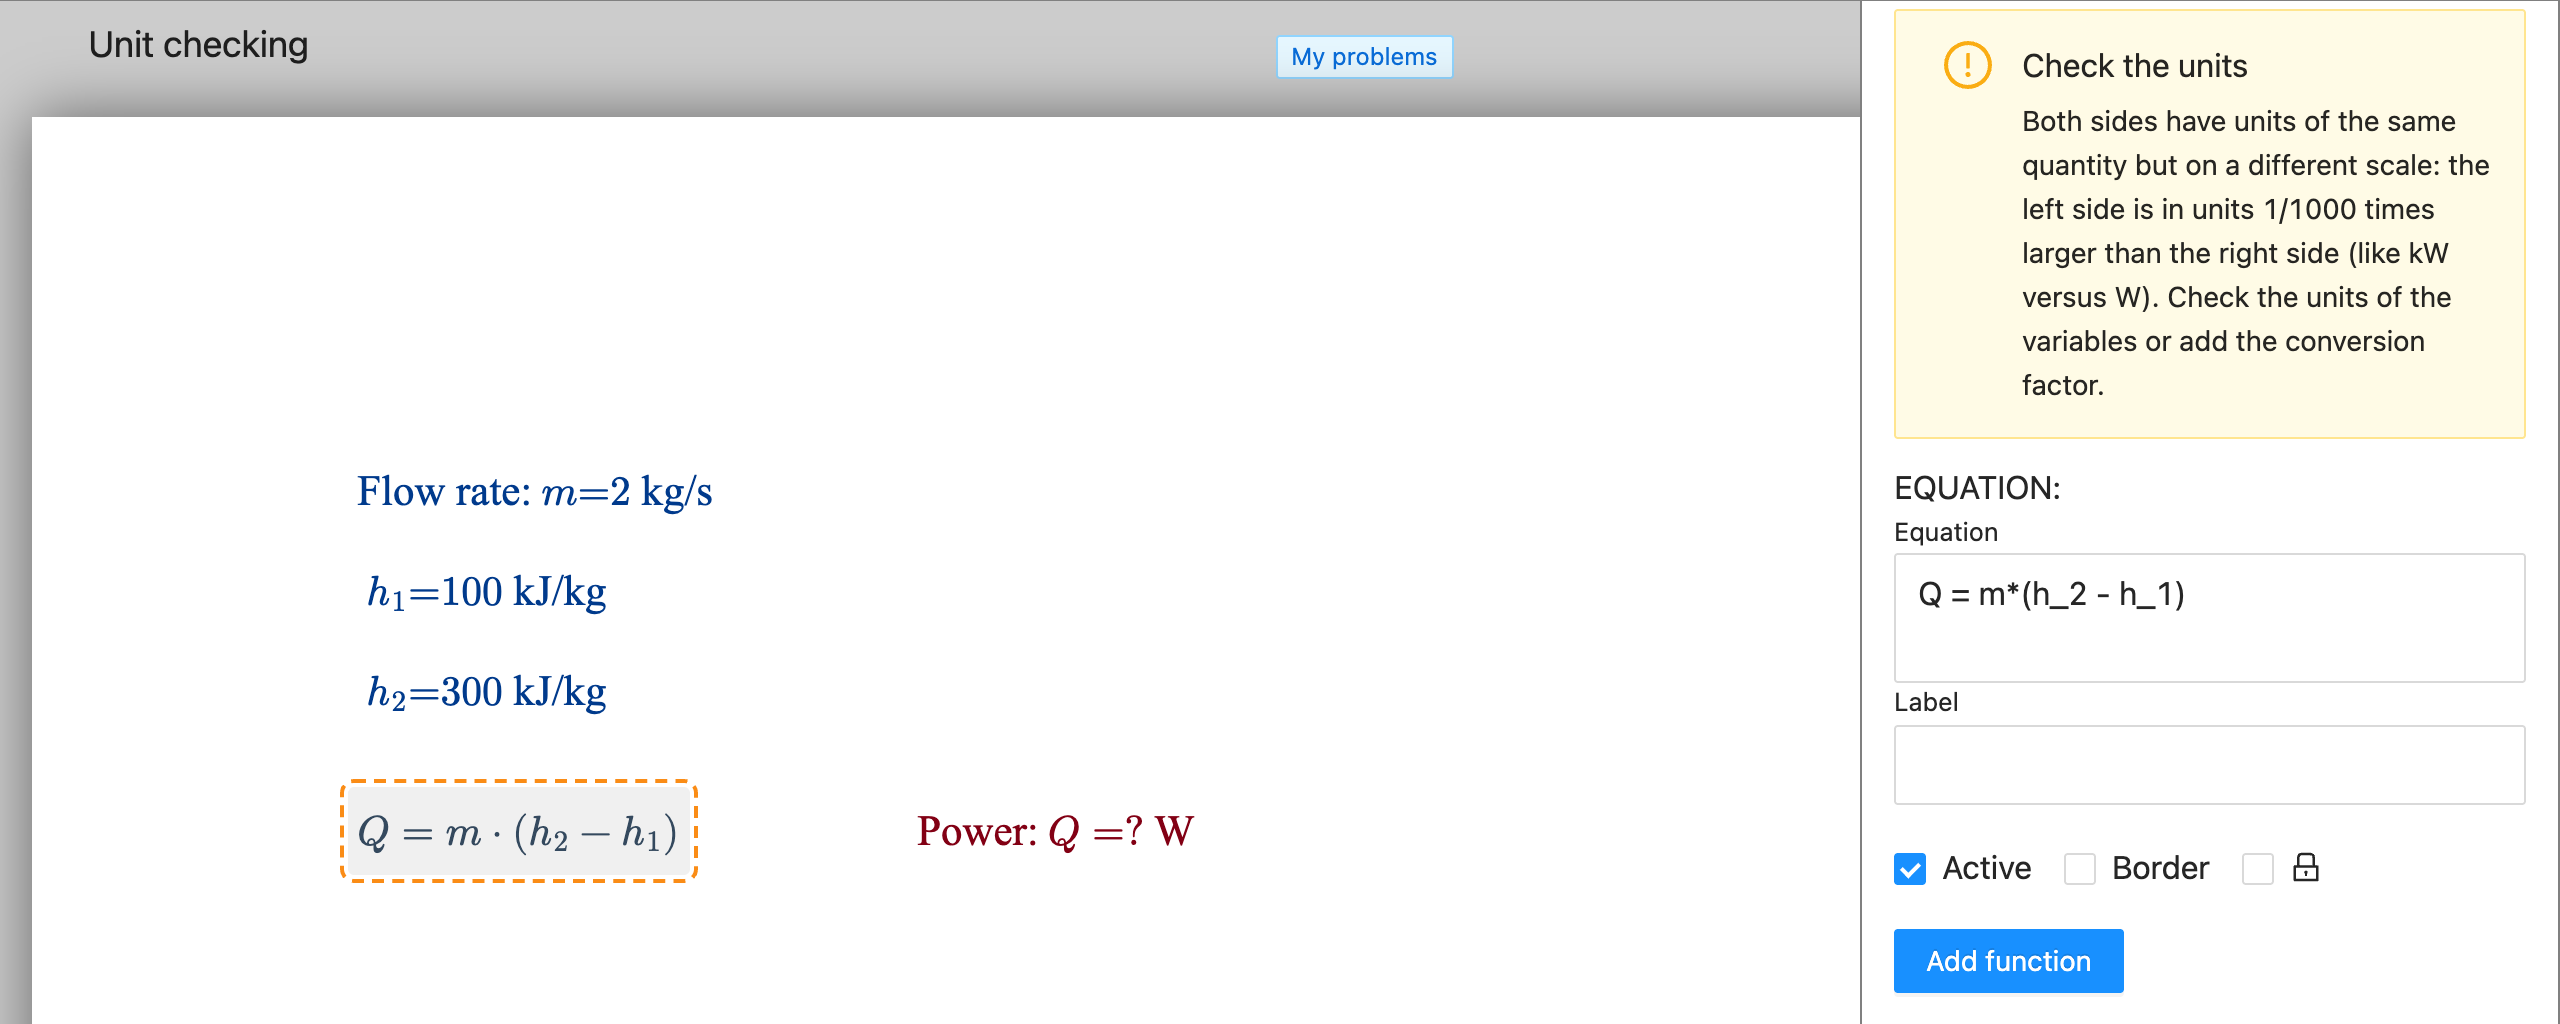 Unit checking
My problems
Flow rate: m=2 kg/s
h₁=100 kJ/kg
h₂=300 kJ/kg
Q = m · (h₂ − h₁)
Power: Q =? W
Check the units
Both sides have units of the same
quantity but on a different scale: the
left side is in units 1/1000 times
larger than the right side (like kW
versus W). Check the units of the
variables or add the conversion
factor.
EQUATION:
Equation
Q = m*(h_2 - h_1)
Label
Active
Border
Add function